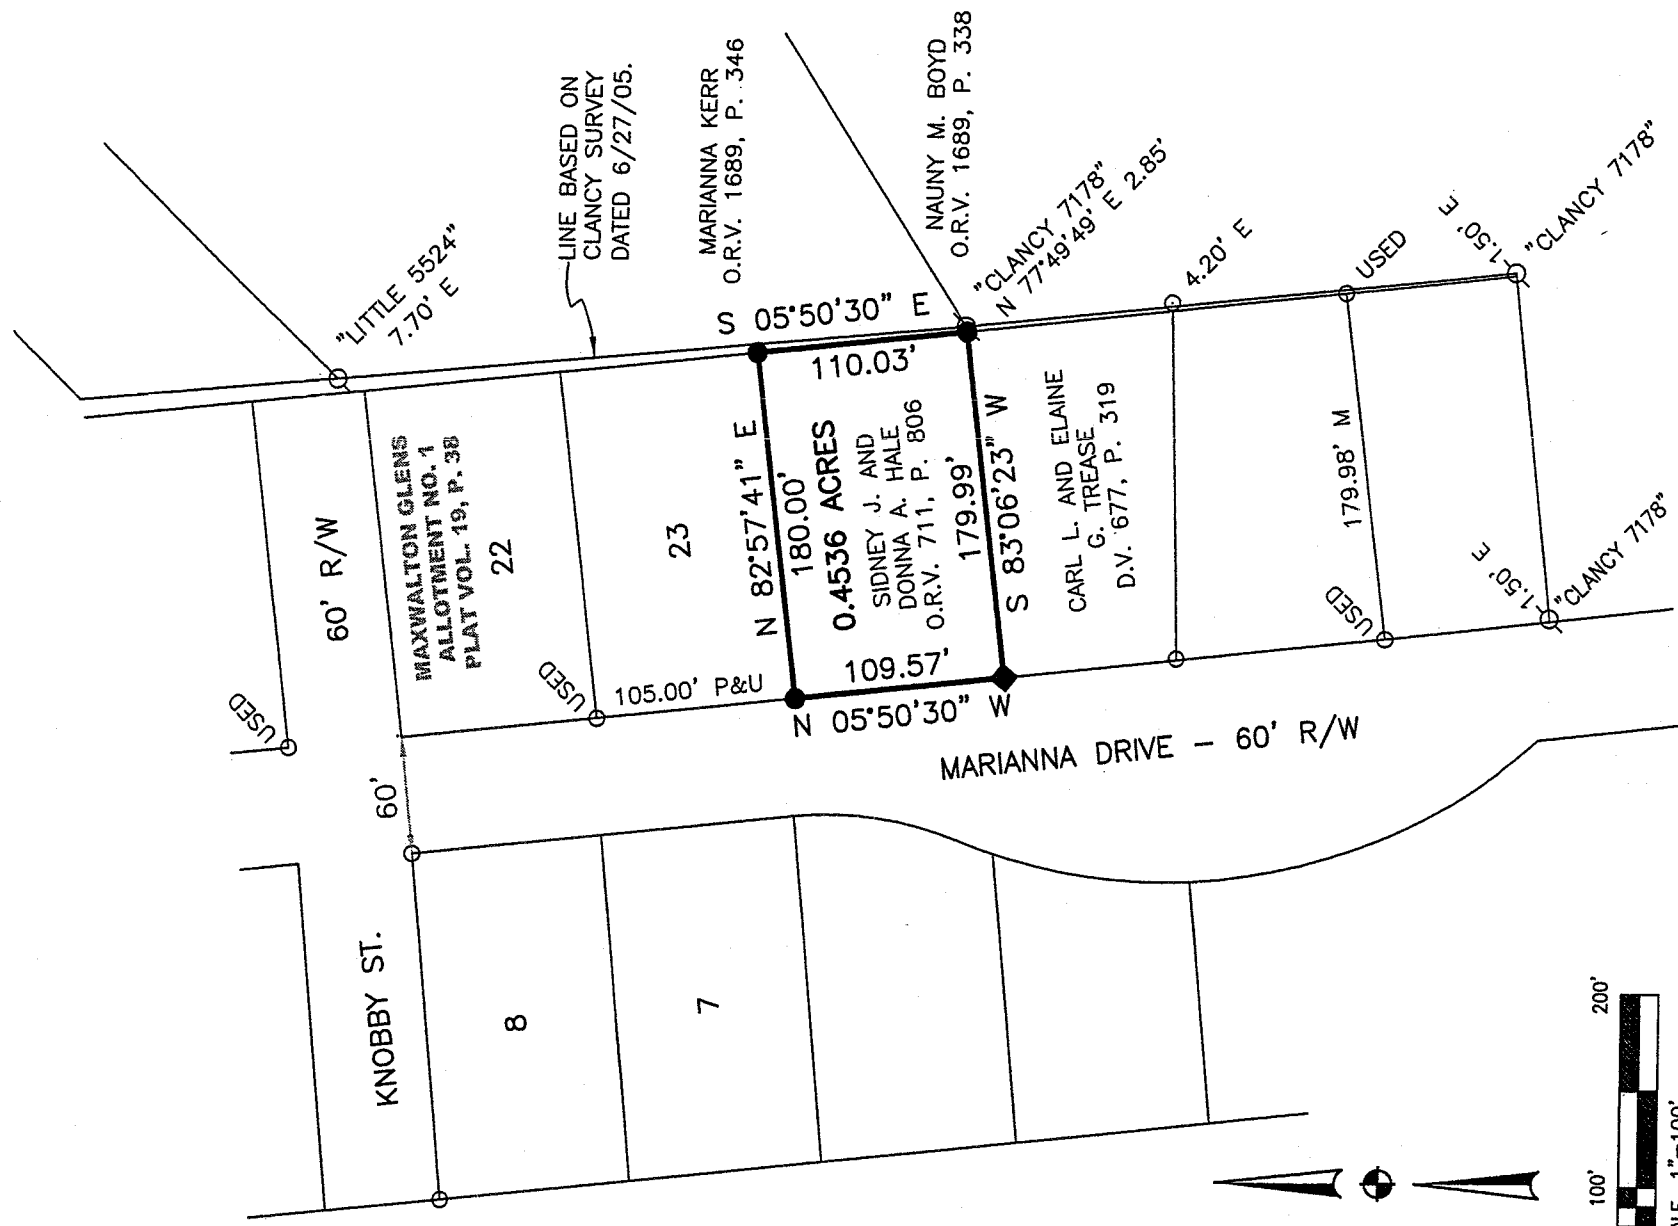 "LITTLE 5524"
7.70' E
LINE BASED ON
CLANCY SURVEY
DATED 6/27/05.
MARIANNA KERR
O.R.V. 1689, P. 346
NAUNY M. BOYD
O.R.V. 1689, P. 338
"CLANCY 7178"
N 77°49'49" E 2.85'
4.20' E
USED
-1.50' E
"CLANCY 7178"
60' R/W
MAXWALTON GLENS
ALLOTMENT NO. 1
PLAT VOL. 19, P. 38
22
23
S 05°50'30" E
110.03'
N 82°57'41" E
180.00'
0.4536 ACRES
SIDNEY J. AND
DONNA A. HALE
O.R.V. 711, P. 806
179.99'
S 83°06'23" W
CARL L. AND ELAINE
G. TREASE
D.V. 677, P. 319
179.98' M
USED
-1.50' E
"CLANCY 7178"
USED
USED
105.00' P&U
109.57'
N 05°50'30" W
MARIANNA DRIVE - 60' R/W
60'
KNOBBY ST.
8
7
100'
200'
1"=100'